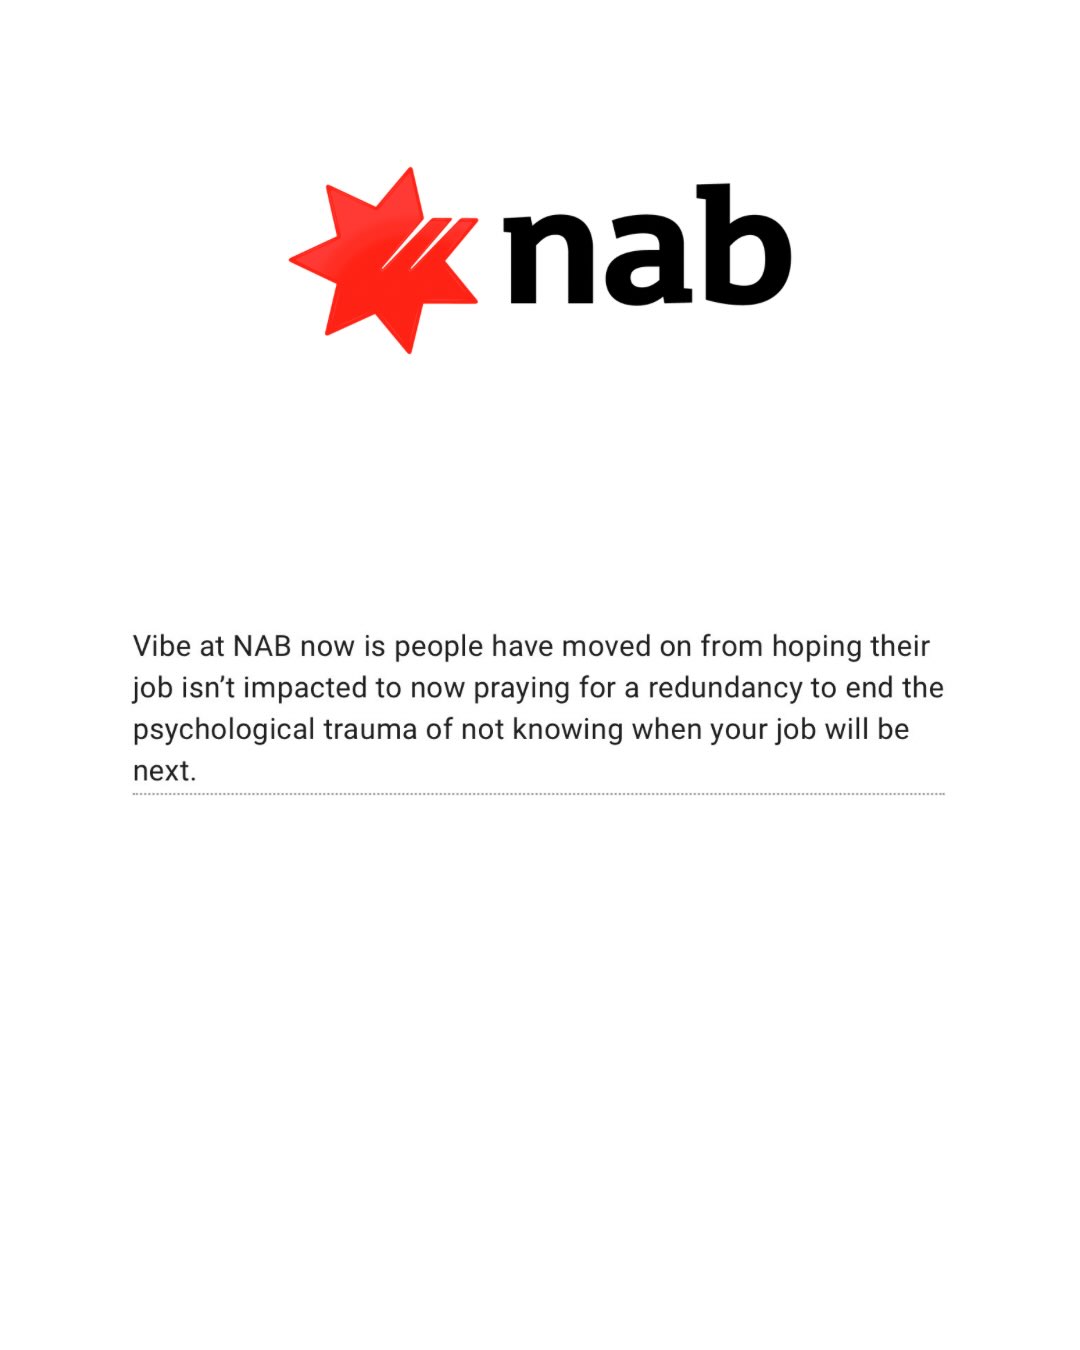 nab
Vibe at NAB now is people have moved on from hoping their
job isn’t impacted to now praying for a redundancy to end the
psychological trauma of not knowing when your job will be
next.